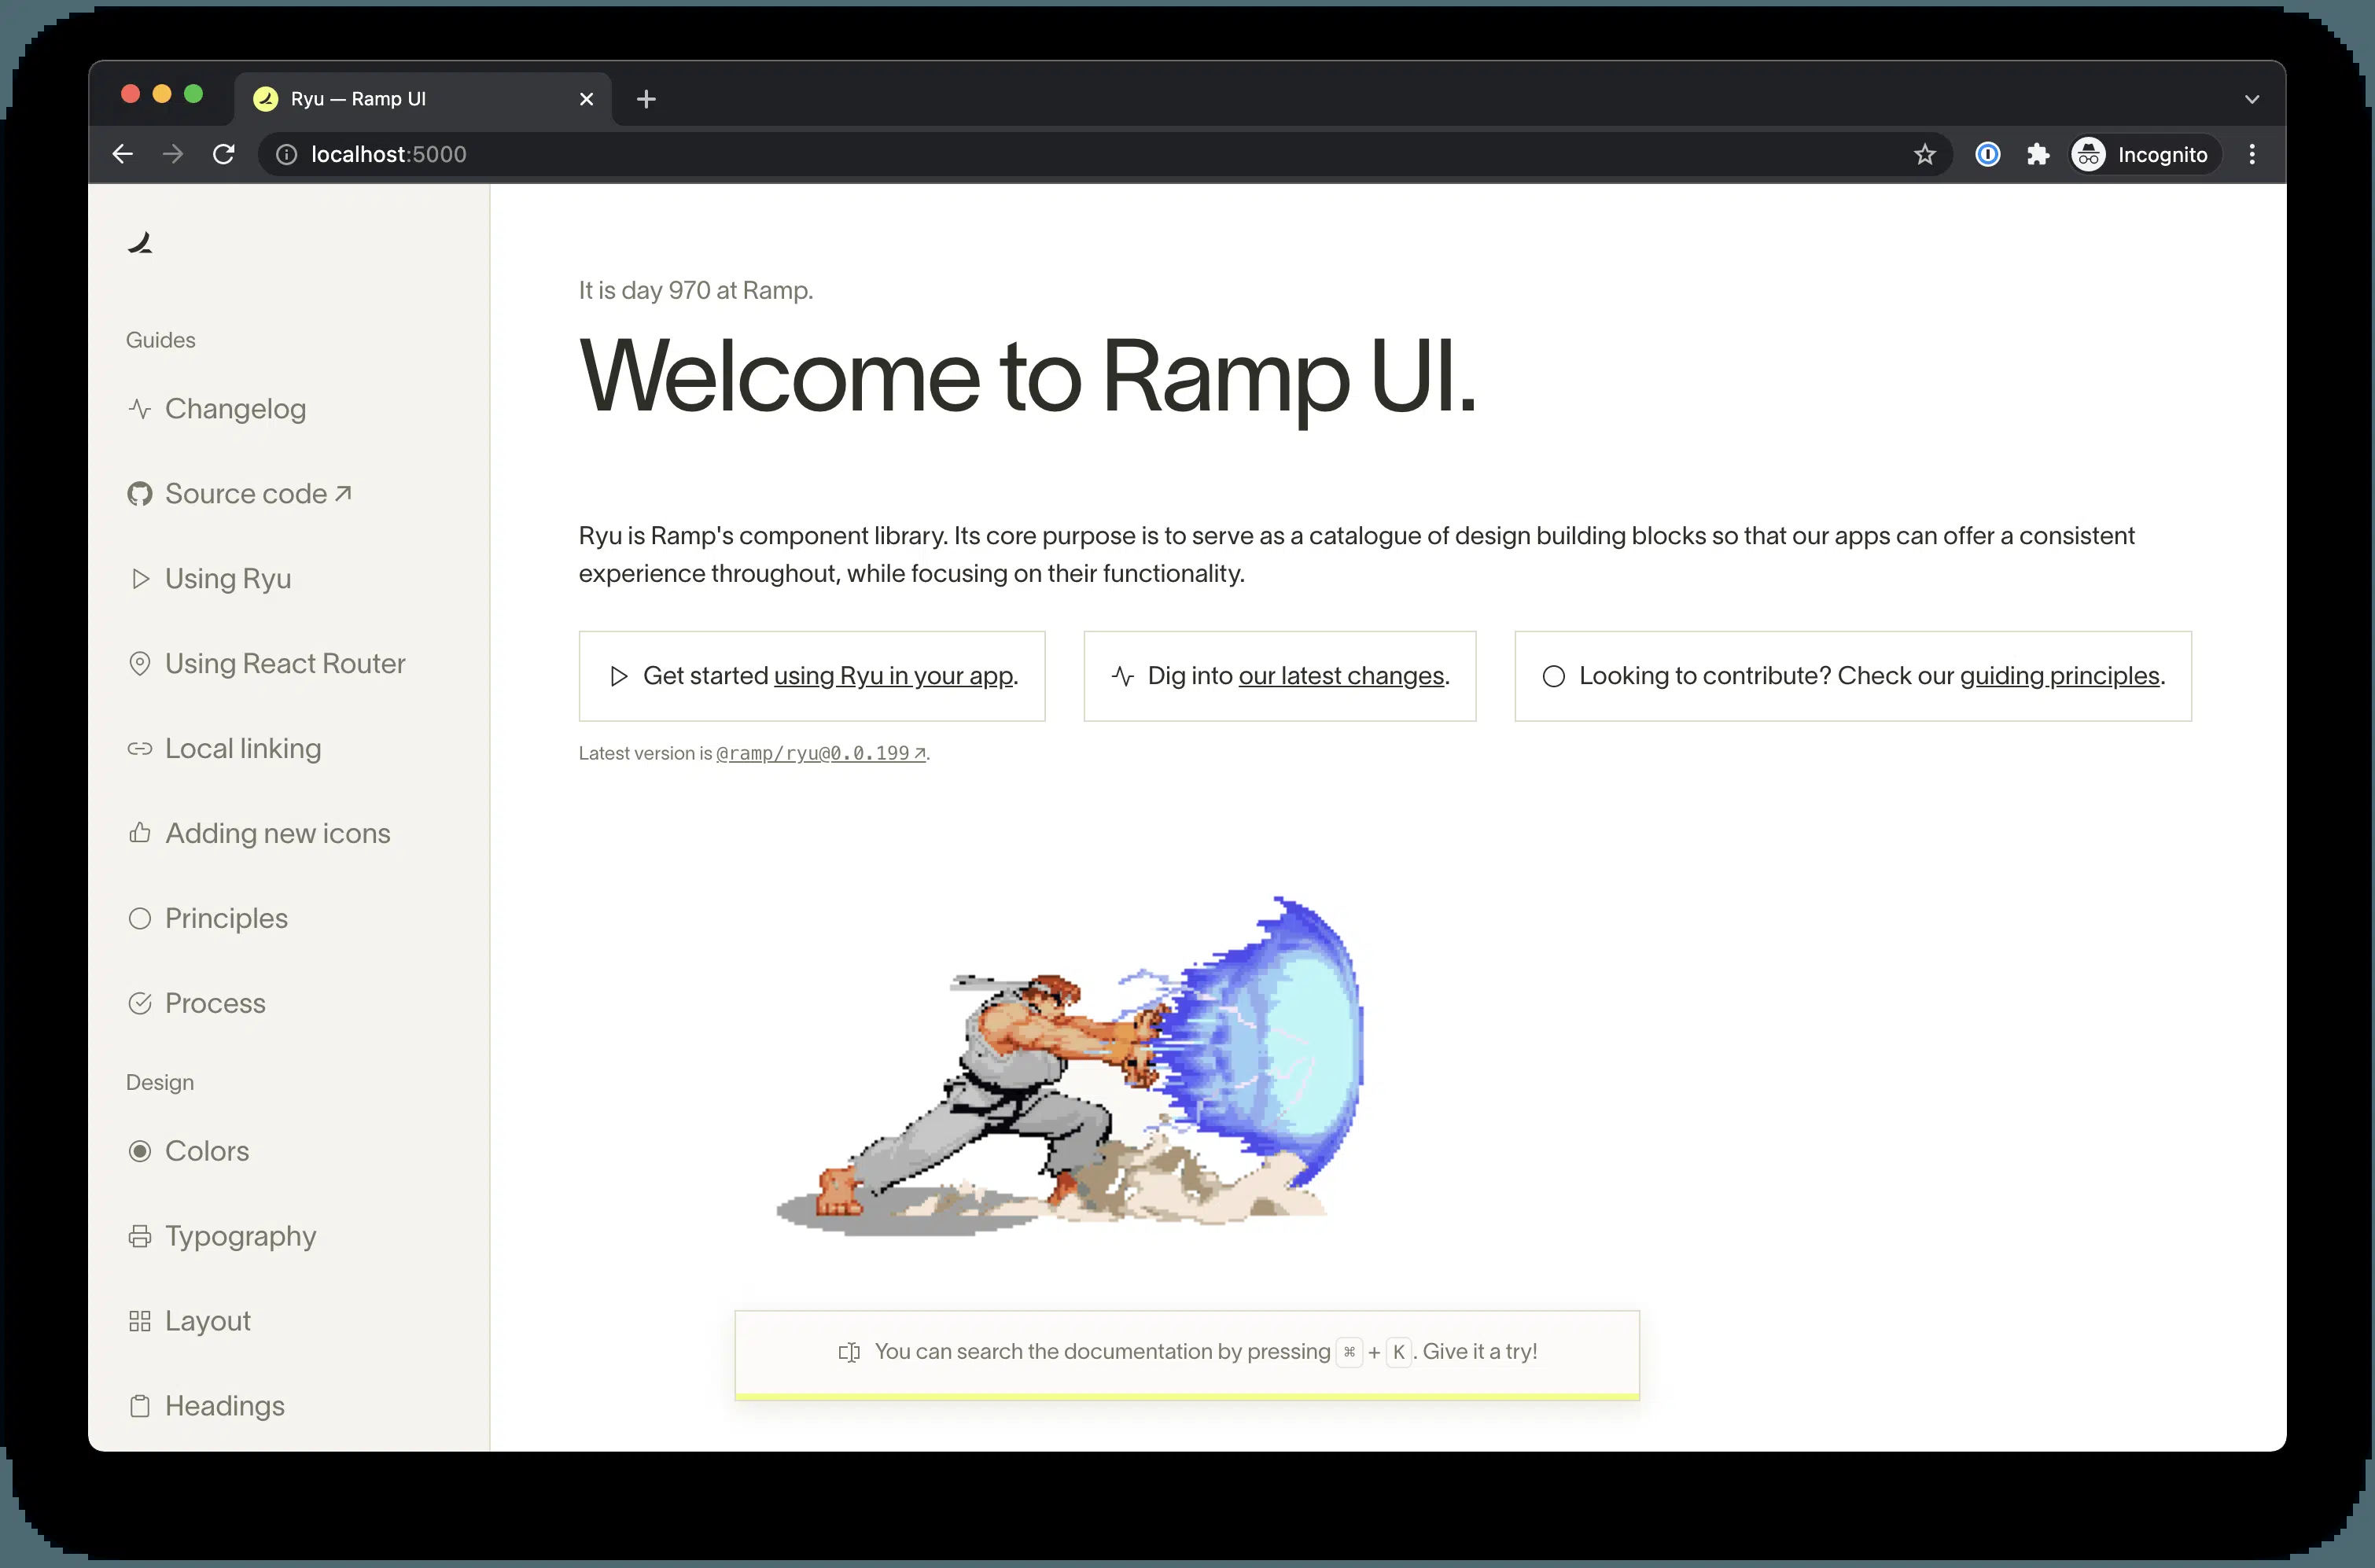 Ryu — Ramp UI
localhost:5000
Incognito
Guides
Changelog
Source code ↗
Using Ryu
Using React Router
Local linking
Adding new icons
Principles
Process
Design
Colors
Typography
Layout
Headings
It is day 970 at Ramp.
Welcome to Ramp UI.
Ryu is Ramp's component library. Its core purpose is to serve as a catalogue of design building blocks so that our apps can offer a consistent
experience throughout, while focusing on their functionality.
Get started using Ryu in your app.
Dig into our latest changes.
Looking to contribute? Check our guiding principles.
Latest version is @ramp/ryu@0.0.199↗.
You can search the documentation by pressing ⌘ + K. Give it a try!